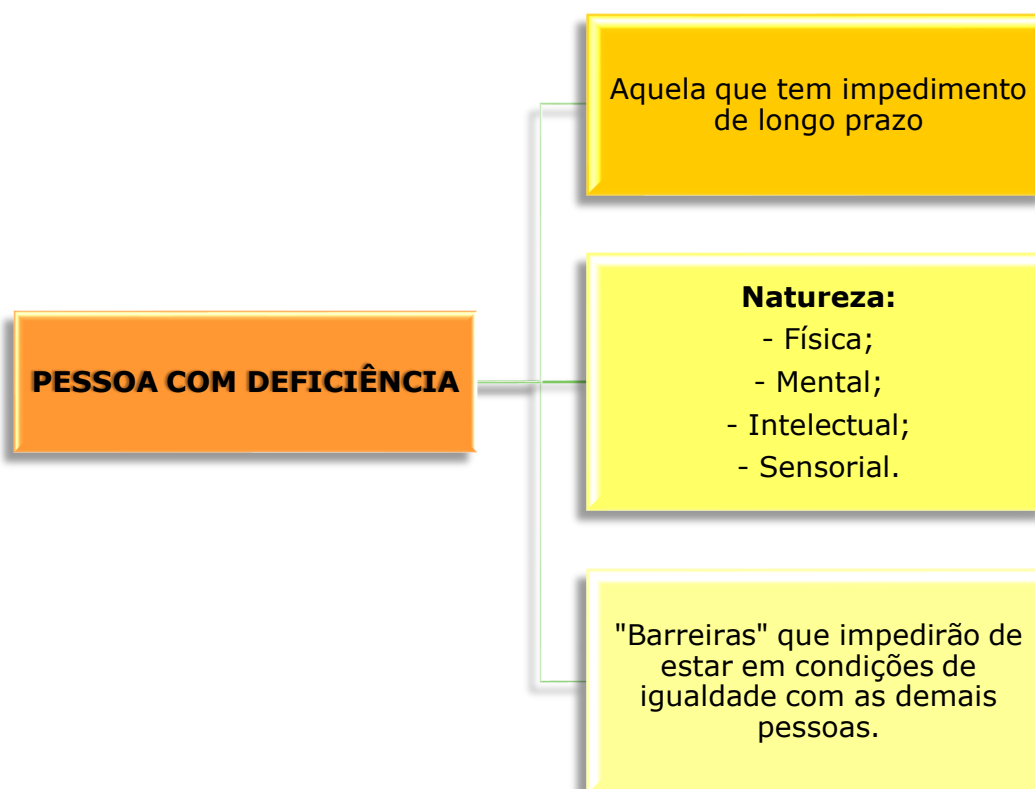 Aquela que tem impedimento
de longo prazo
PESSOA COM DEFICIÊNCIA
Natureza:
- Física;
- Mental;
- Intelectual;
- Sensorial.
"Barreiras" que impedirão de
estar em condições de
igualdade com as demais
pessoas.